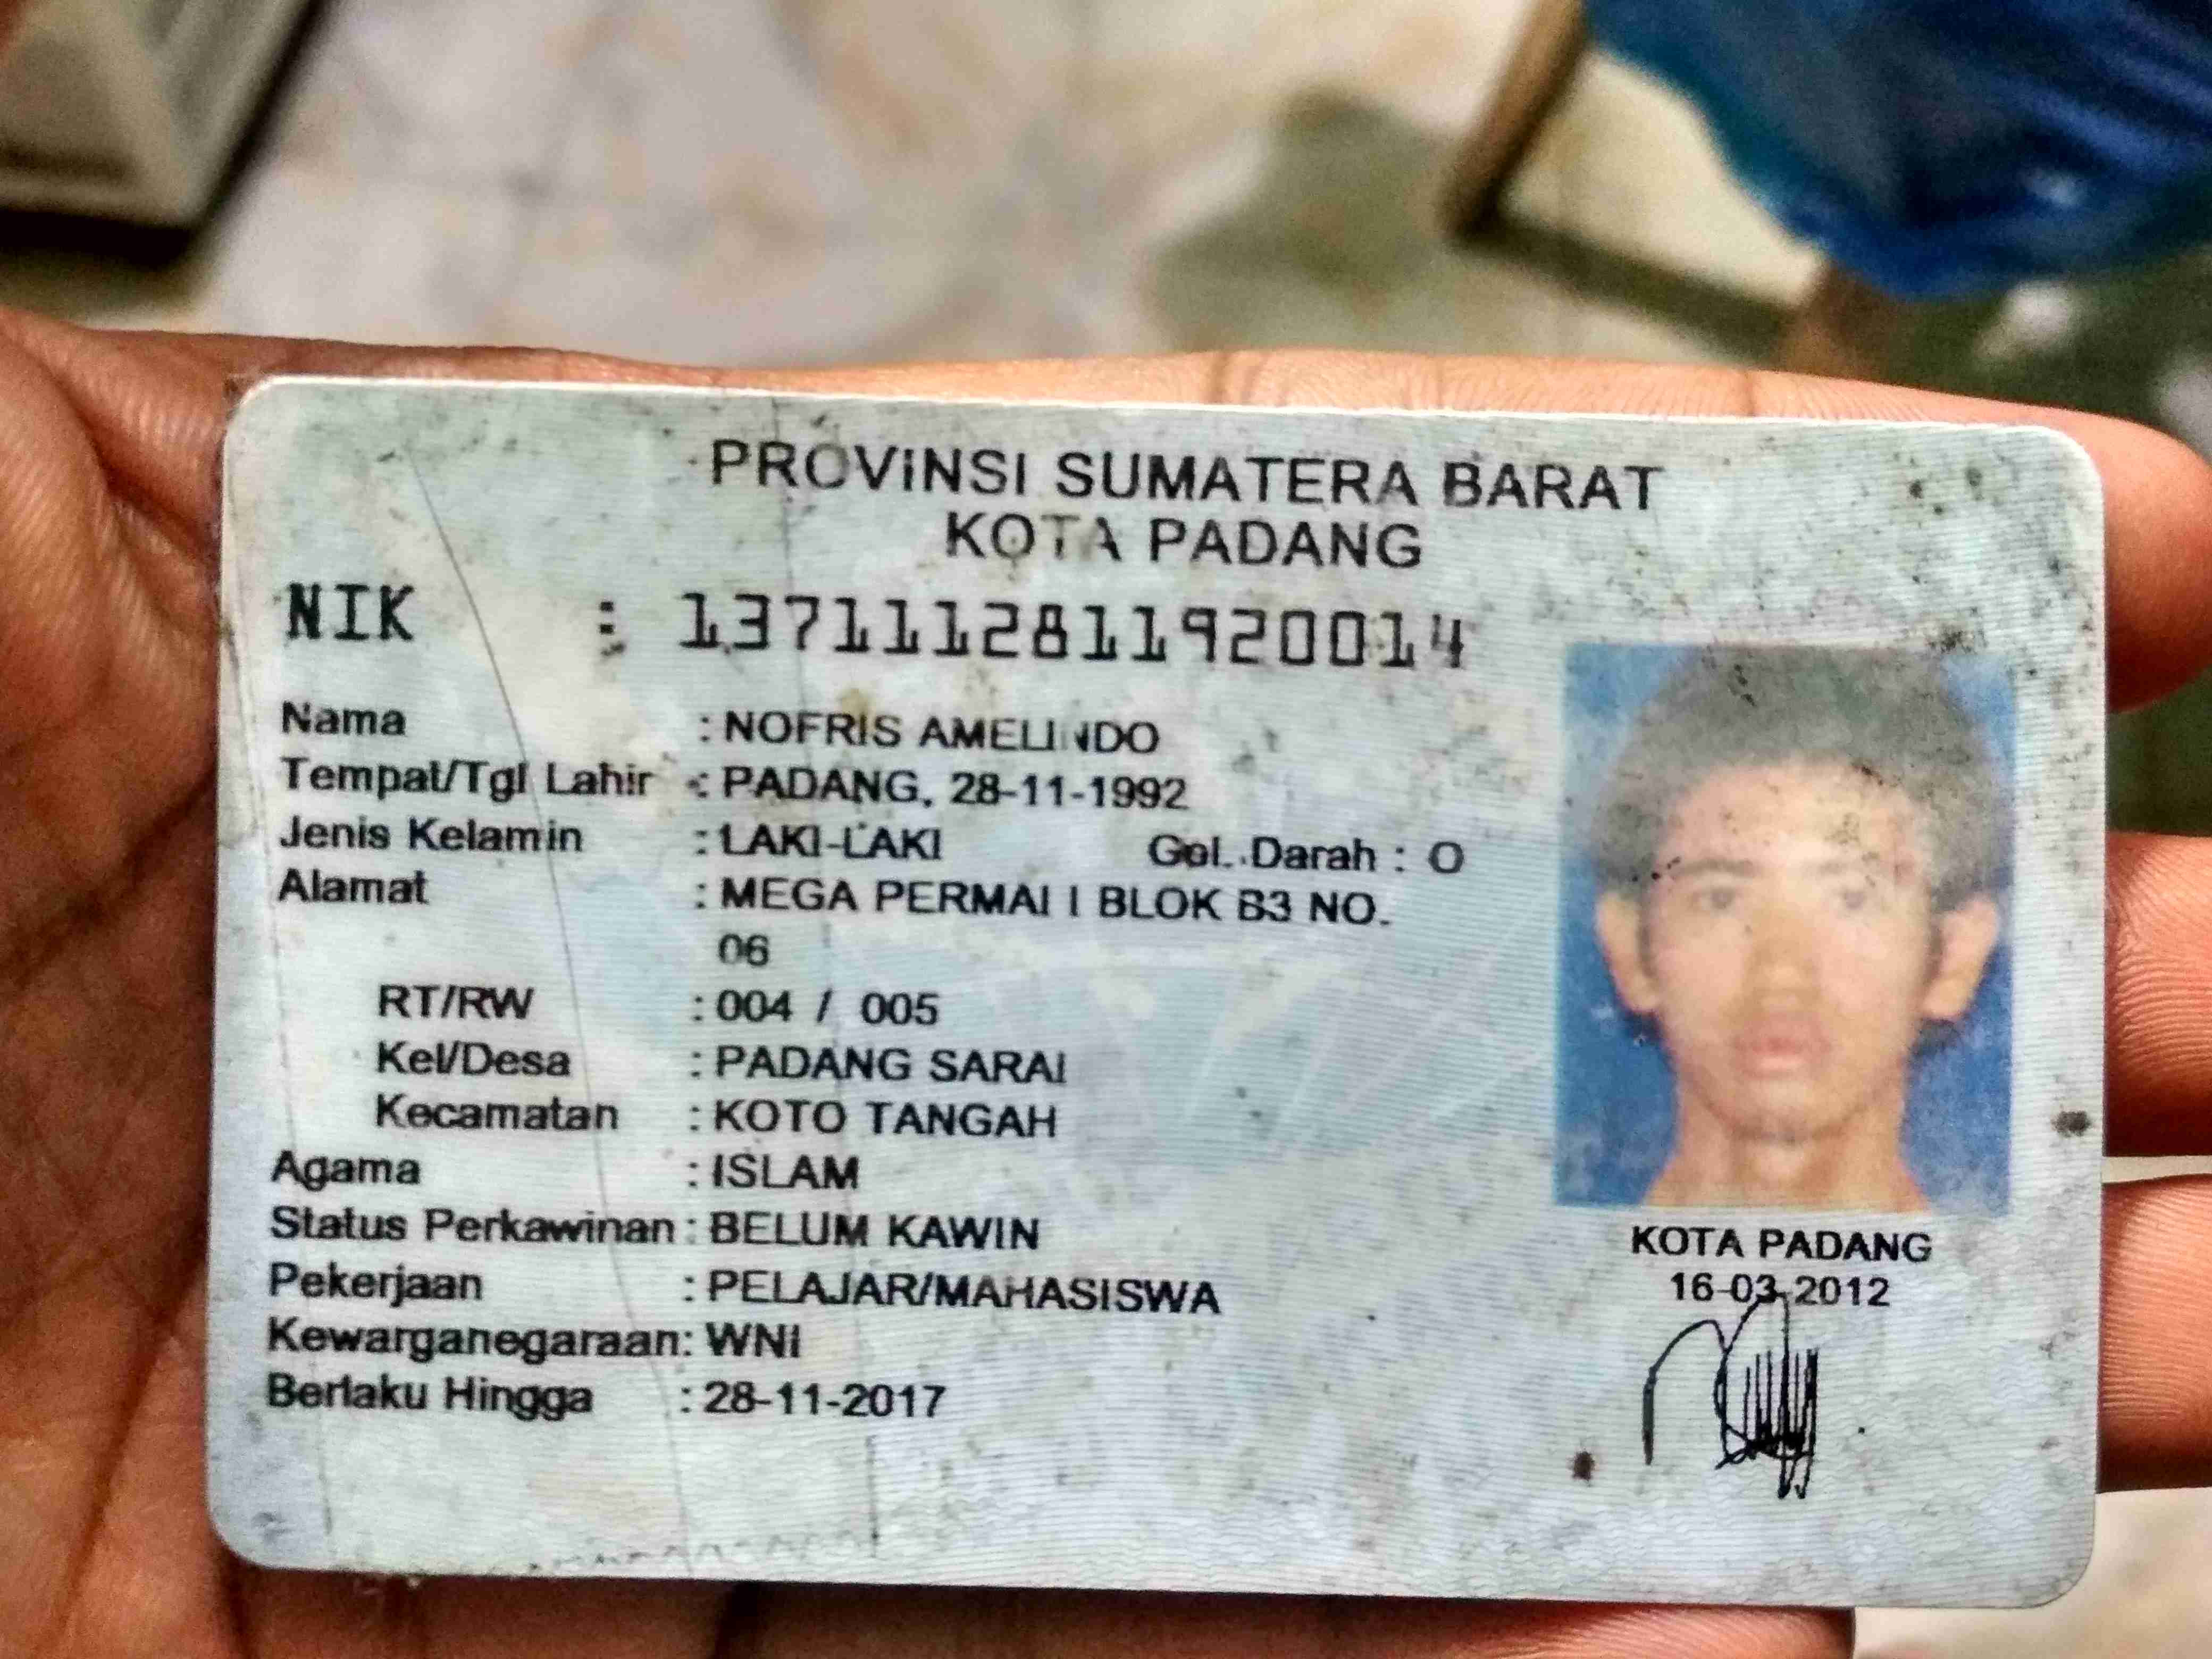 PROVINSI SUMATERA BARAT
KOTA PADANG
NIK : 1371112811920014
Nama : NOFRIS AMELINDO
Tempat/Tgl Lahir : PADANG, 28-11-1992
Jenis Kelamin : LAKI-LAKI Gol. Darah : O
Alamat : MEGA PERMAI I BLOK B3 NO.
06
RT/RW : 004 / 005
Kel/Desa : PADANG SARAI
Kecamatan : KOTO TANGAH
Agama : ISLAM
Status Perkawinan : BELUM KAWIN
Pekerjaan : PELAJAR/MAHASISWA
Kewarganegaraan: WNI
Berlaku Hingga : 28-11-2017
KOTA PADANG
16-03-2012